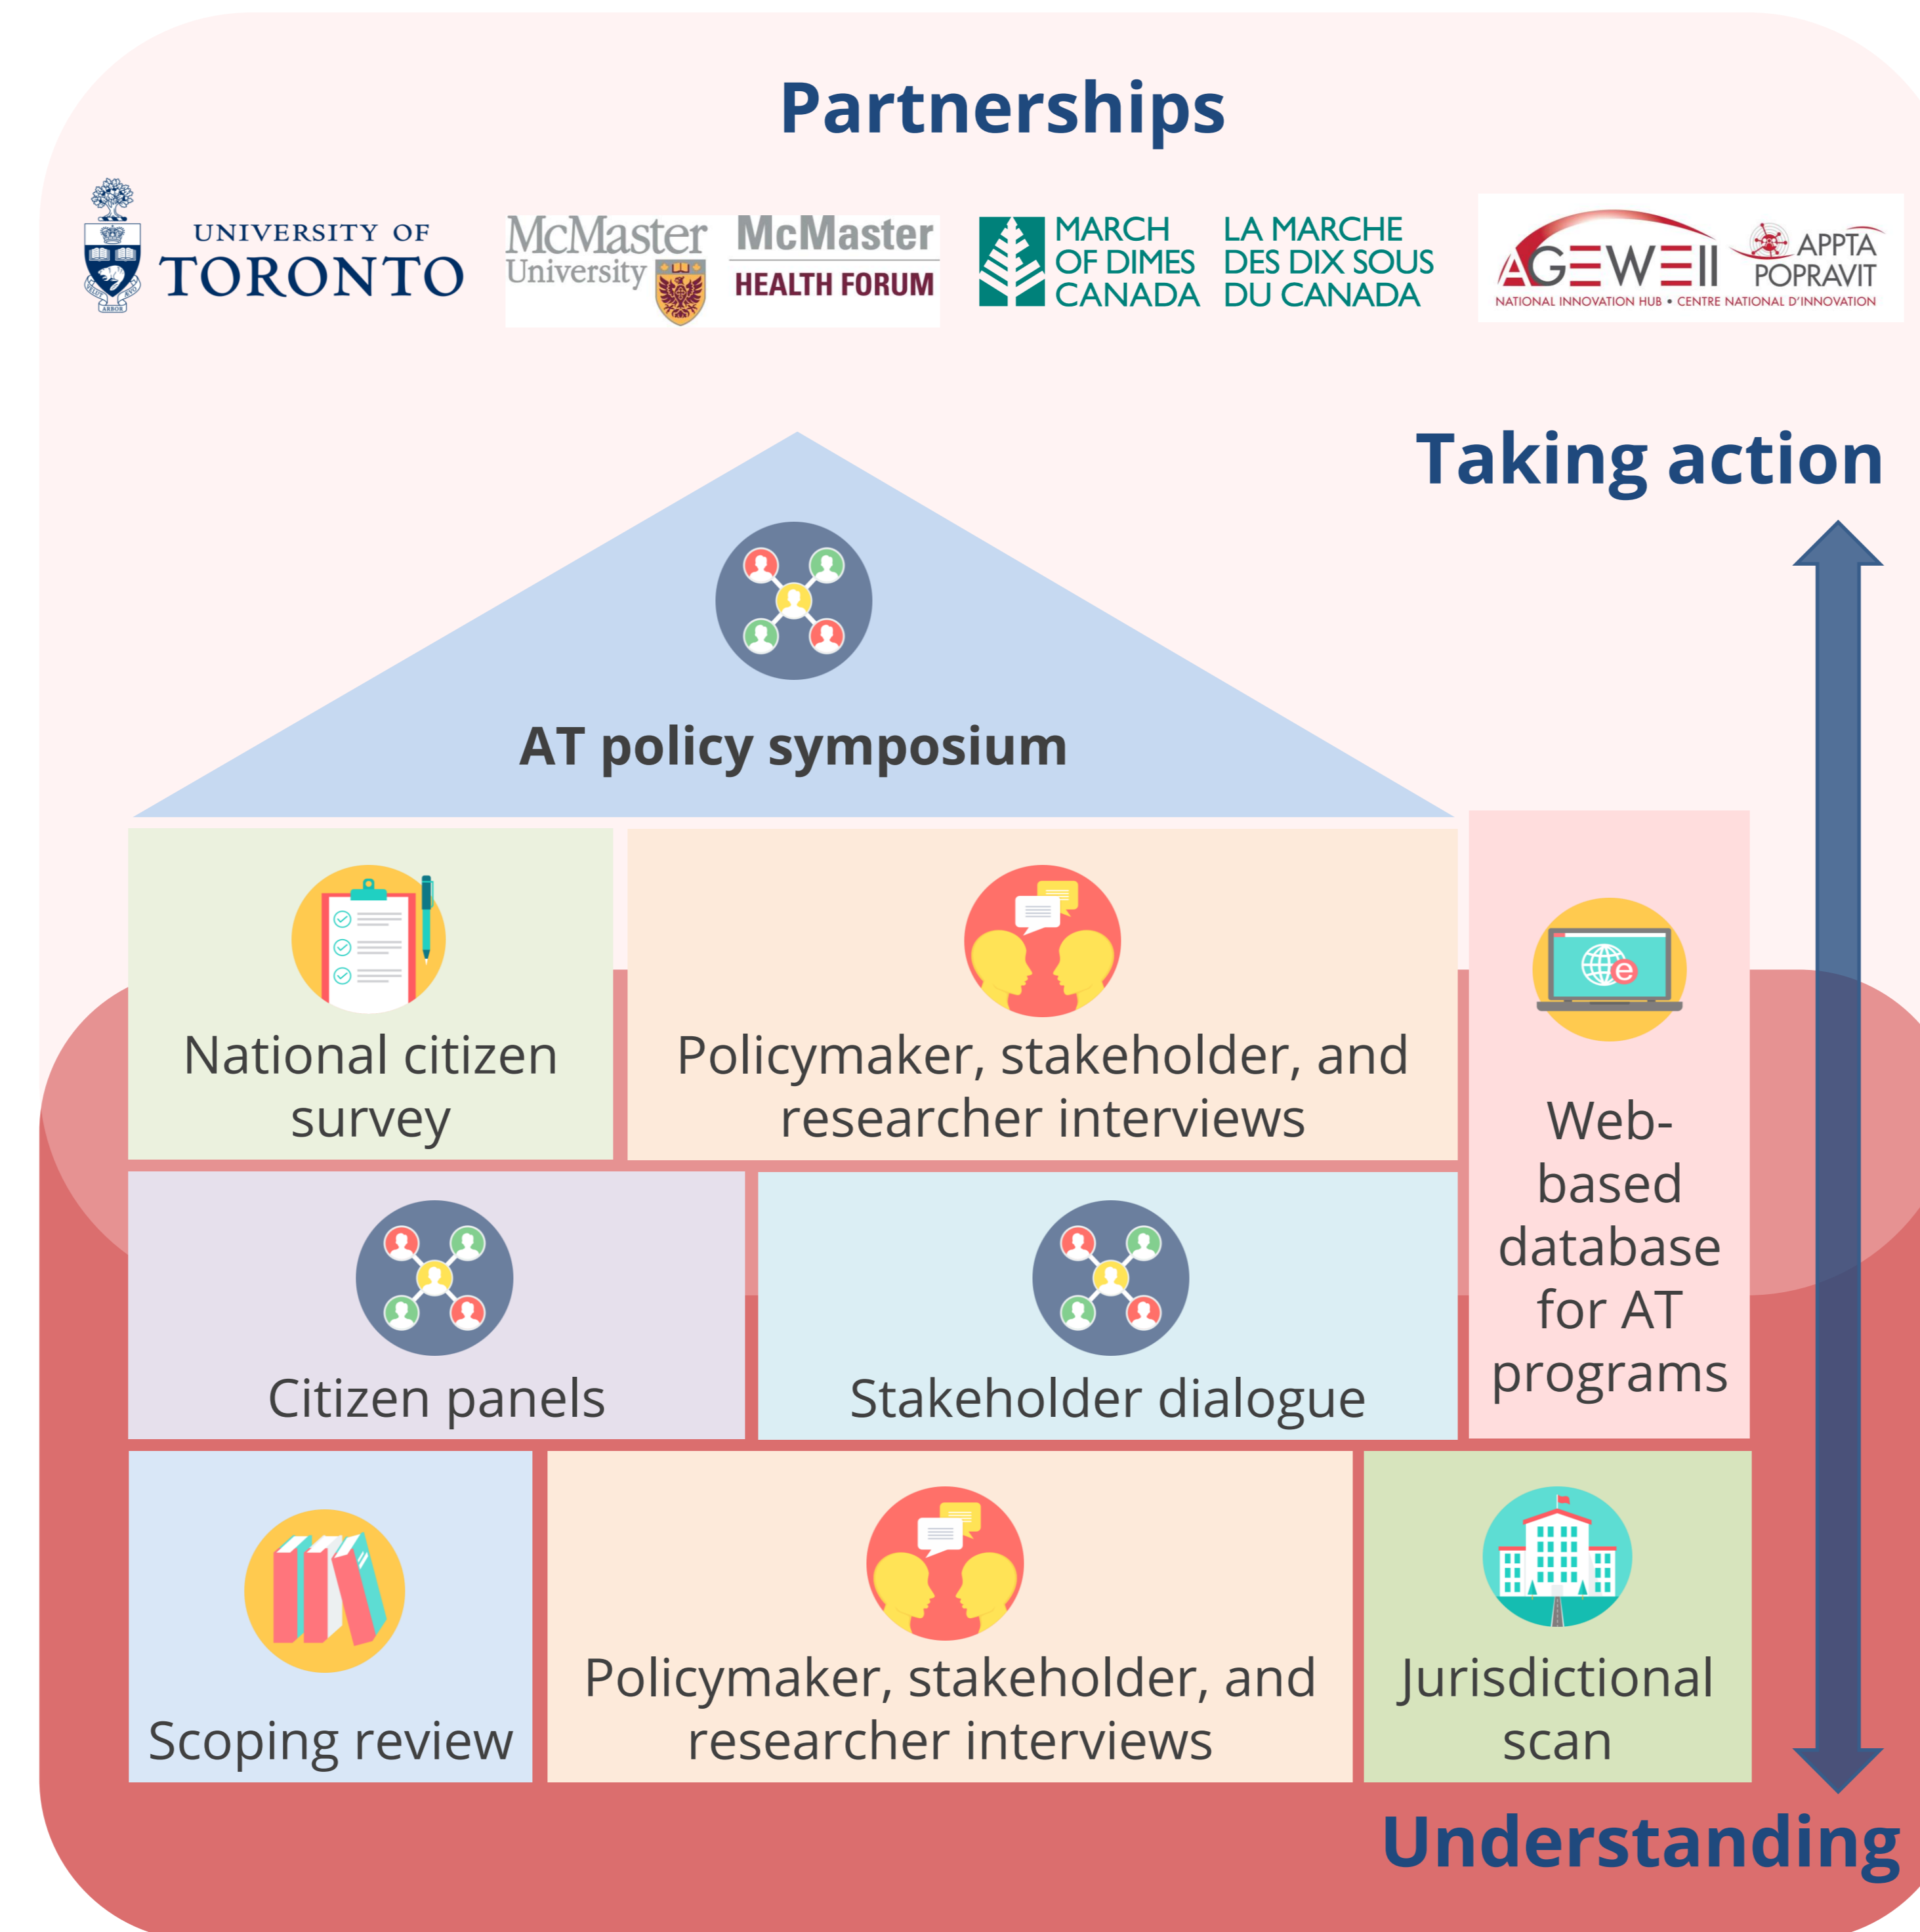 Partnerships
UNIVERSITY OF
TORONTO
McMaster
University
McMaster
HEALTH FORUM
MARCH
OF DIMES
CANADA
LA MARCHE
DES DIX SOUS
DU CANADA
AGEWEll
APPTA
POPRAVIT
NATIONAL INNOVATION HUB • CENTRE NATIONAL D'INNOVATION
Taking action
AT policy symposium
National citizen
survey
Policymaker, stakeholder, and
researcher interviews
e
Web-
based
database
for AT
programs
Citizen panels
Stakeholder dialogue
Scoping review
Policymaker, stakeholder, and
researcher interviews
Jurisdictional
scan
Understanding